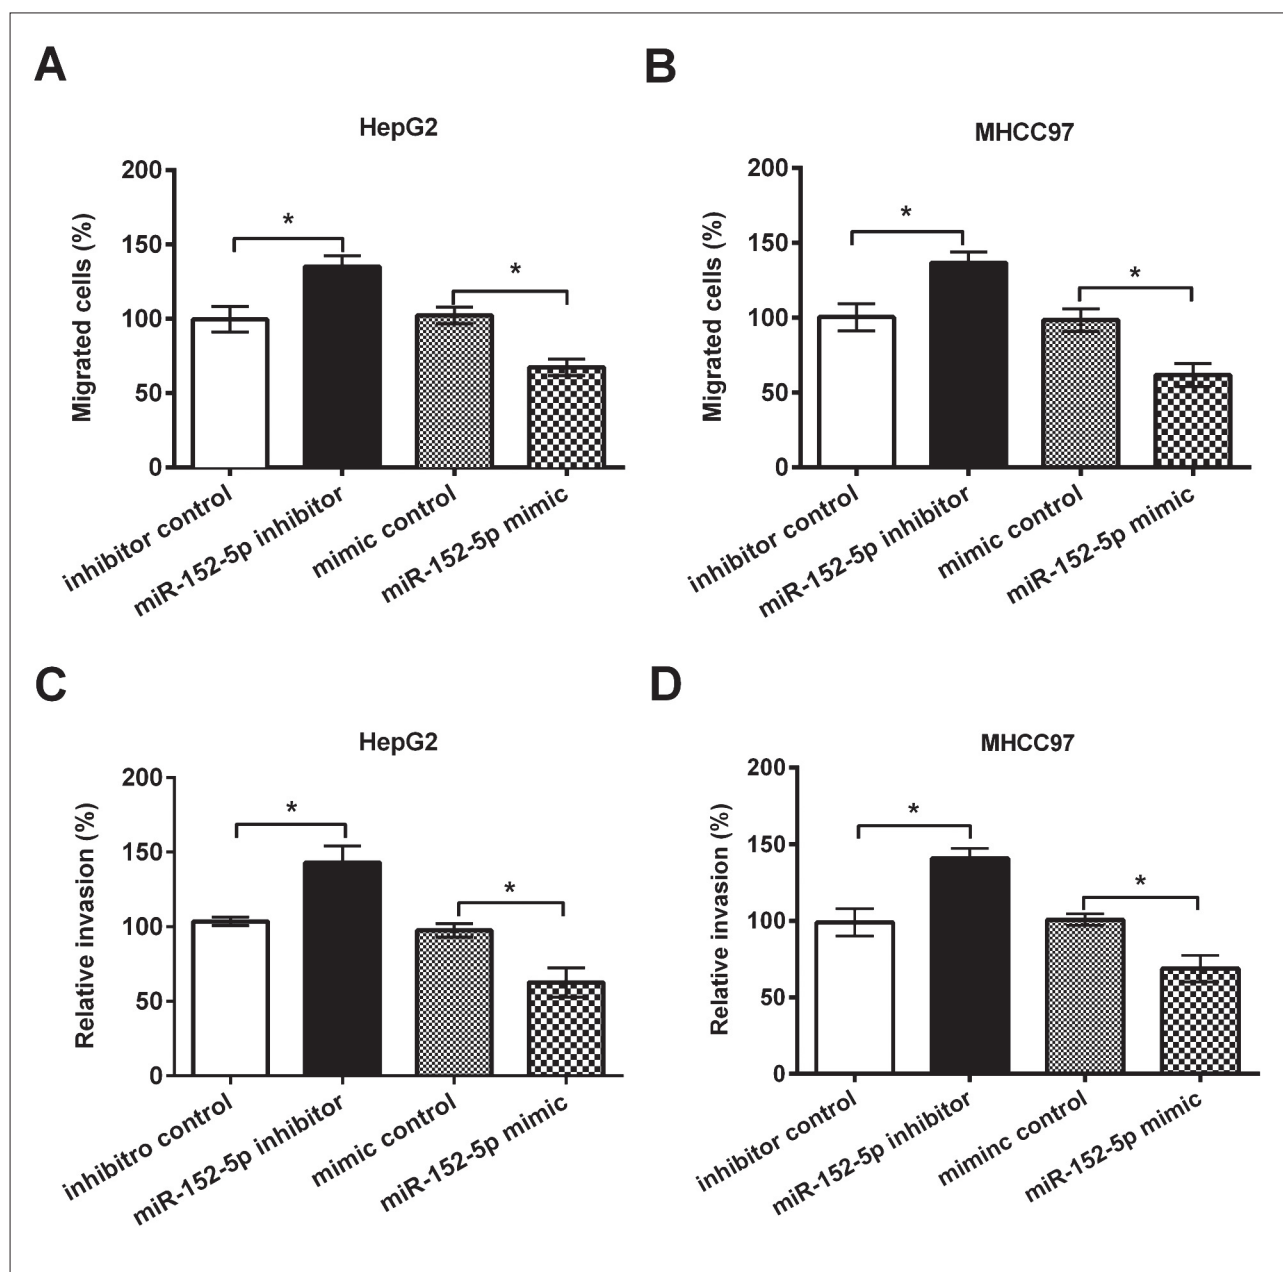 A
HepG2
Migrated cells (%)
200
150
100
50
0
*
*
inhibitor control
miR-152-5p inhibitor
mimic control
miR-152-5p mimic
B
MHCC97
Migrated cells (%)
200
150
100
50
0
*
*
inhibitor control
miR-152-5p inhibitor
mimic control
miR-152-5p mimic
C
HepG2
Relative invasion (%)
200
150
100
50
0
*
*
inhibitro control
miR-152-5p inhibitor
mimic control
miR-152-5p mimic
D
MHCC97
Relative invasion (%)
200
150
100
50
0
*
*
inhibitor control
miR-152-5p inhibitor
miminc control
miR-152-5p mimic